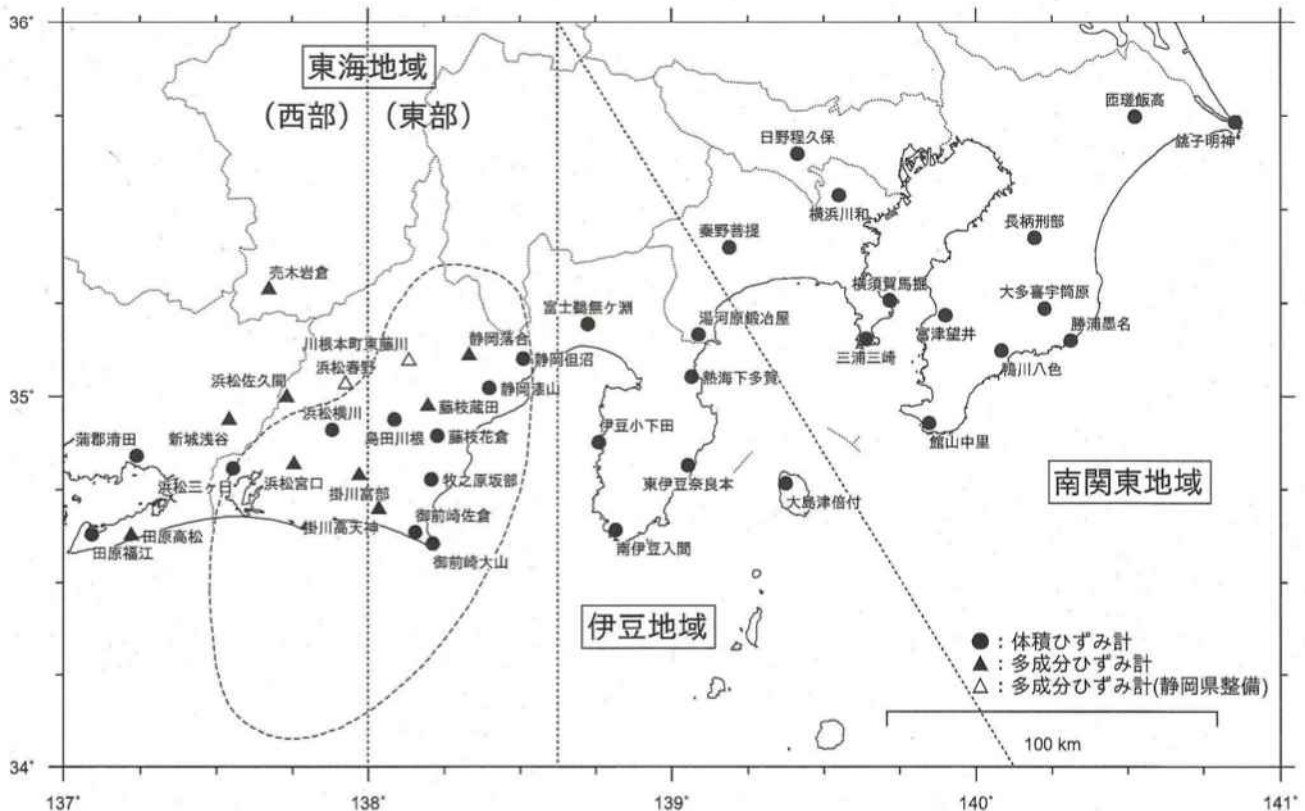 36°
東海地域
(西部) (東部)
匝瑳飯高
銚子明神
日野程久保
横浜川和
長柄刑部
秦野菩提
売木岩倉
横須賀馬堀
大多喜宇筒原
富士鵜無ケ淵
湯河原鍛冶屋
勝浦墨名
川根本町東藤川
静岡落合
富津望井
三浦三崎
浜松春野
静岡但沼
鴨川八色
浜松佐久間
静岡漆山
熱海下多賀
35°
浜松横川
藤枝蔵田
蒲郡清田
新城浅谷
島田川根
藤枝花倉
伊豆小下田
館山中里
浜松三ケ日
浜松宮口
掛川富部
牧之原坂部
東伊豆奈良本
南関東地域
大島津倍付
掛川高天神
御前崎佐倉
田原高松
田原福江
南伊豆入間
御前崎大山
伊豆地域
●:体積ひずみ計
▲:多成分ひずみ計
△:多成分ひずみ計(静岡県整備)
100 km
34°
137°
138°
139°
140°
141°